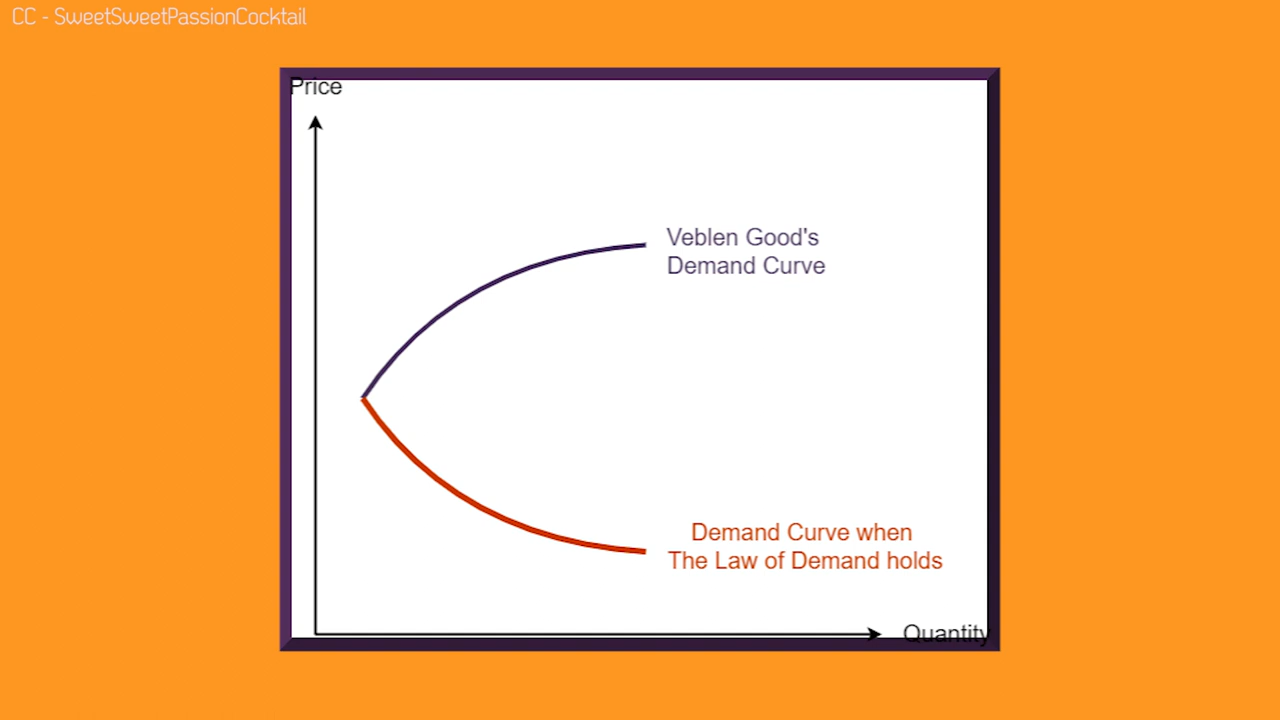 CC - SweetSweetPassionCocktail
Price
Veblen Good's
Demand Curve
Demand Curve when
The Law of Demand holds
Quantity